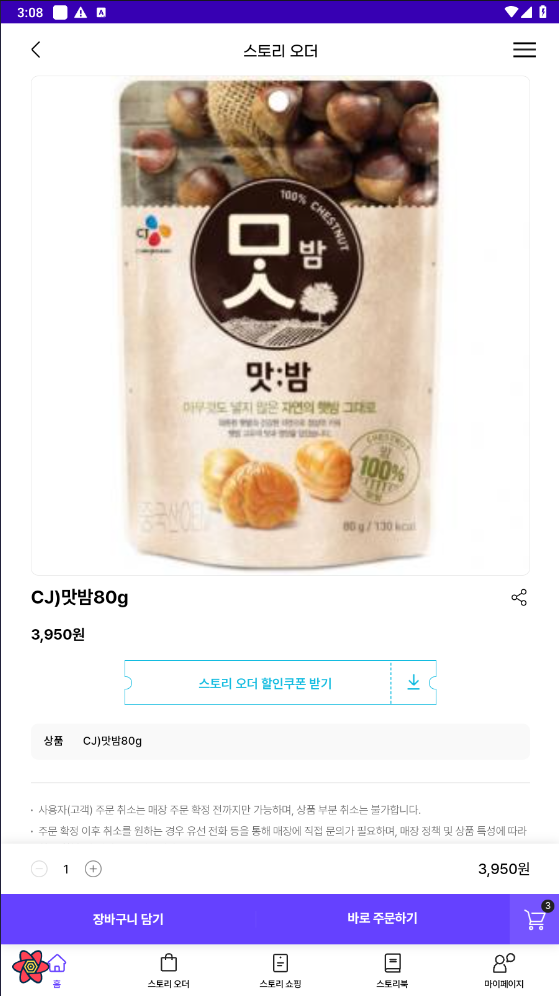 3:08
스토리 오더
100% CHESTNUT
CJ
맛
밤
맛:밤
아무것도 넣지 않은 자연의 햇밤 그대로
CHESTNUT
밤
100%
80g / 130 kcal
CJ)맛밤80g
3,950원
스토리 오더 할인쿠폰 받기
상품 CJ)맛밤80g
• 사용자(고객) 주문 취소는 매장 주문 확정 전까지만 가능하며, 상품 부분 취소는 불가합니다.
• 주문 확정 이후 취소를 원하는 경우 유선 전화 등을 통해 매장에 직접 문의가 필요하며, 매장 정책 및 상품 특성에 따라
1 3,950원
장바구니 담기 바로 주문하기 3
홈 스토리 오더 스토리 쇼핑 스토리북 마이페이지